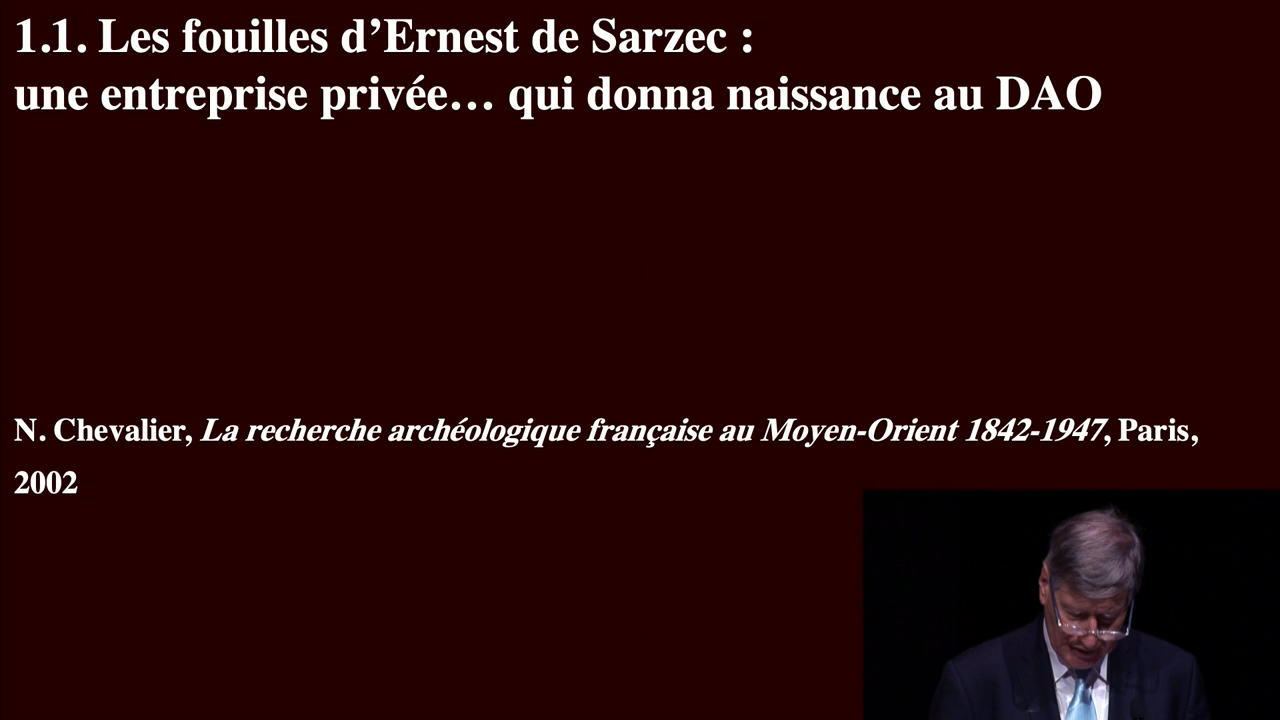 1.1. Les fouilles d’Ernest de Sarzec :
une entreprise privée… qui donna naissance au DAO
N. Chevalier, La recherche archéologique française au Moyen-Orient 1842-1947, Paris,
2002